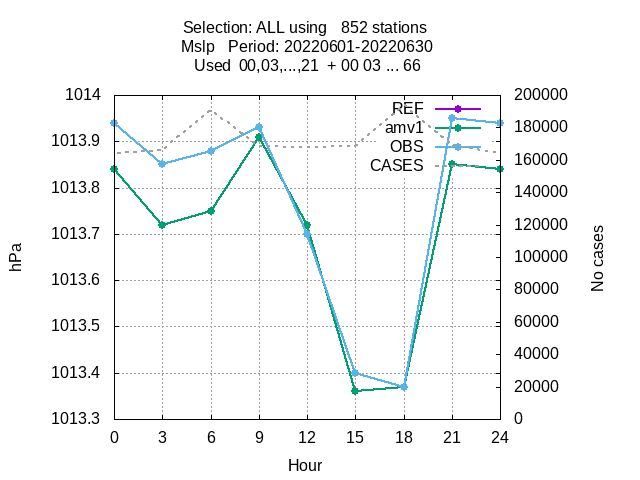 Selection: ALL using   852 stations
Mslp   Period: 20220601-20220630
Used  00,03,...,21  + 00 03 ... 66
1014
1013.9
1013.8
1013.7
1013.6
1013.5
1013.4
1013.3
hPa
REF
amv1
OBS
CASES
200000
180000
160000
140000
120000
100000
80000
60000
40000
20000
0
No cases
0 3 6 9 12 15 18 21 24
Hour